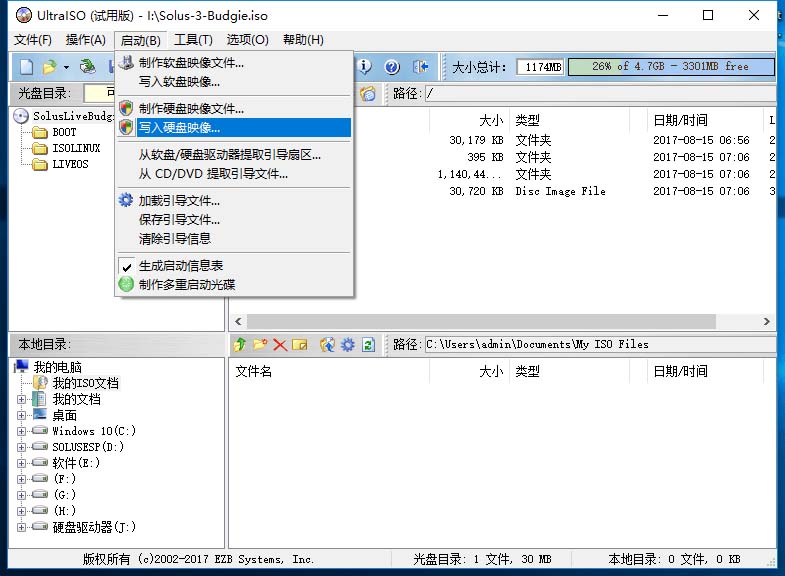 UltraISO (试用版) - I:\Solus-3-Budgie.iso
文件(F) 操作(A) 启动(B) 工具(T) 选项(O) 帮助(H)
大小总计: 1174MB 26% of 4.7GB - 3301MB free
制作软盘映像文件...
写入软盘映像...
制作硬盘映像文件...
写入硬盘映像...
从软盘/硬盘驱动器提取引导扇区...
从 CD/DVD 提取引导文件...
加载引导文件...
保存引导文件...
清除引导信息
生成启动信息表
制作多重启动光碟
光盘目录: 路径: /
SolusLiveBudg
BOOT
ISOLINUX
LIVEOS
大小 类型 日期/时间 L
30,179 KB 文件夹 2017-08-15 06:56 2
395 KB 文件夹 2017-08-15 07:06 2
1,140,44... 文件夹 2017-08-15 07:06 2
30,720 KB Disc Image File 2017-08-15 07:06 3
本地目录: 路径: C:\Users\admin\Documents\My ISO Files
我的电脑
我的ISO文档
我的文档
桌面
Windows 10(C:)
SOLUSESP(D:)
软件(E:)
(F:)
(G:)
(H:)
硬盘驱动器(J:)
文件名 大小 类型 日期/时间
版权所有 (c)2002-2017 EZB Systems, Inc. 光盘目录: 1 文件, 30 MB 本地目录: 0 文件, 0 KB